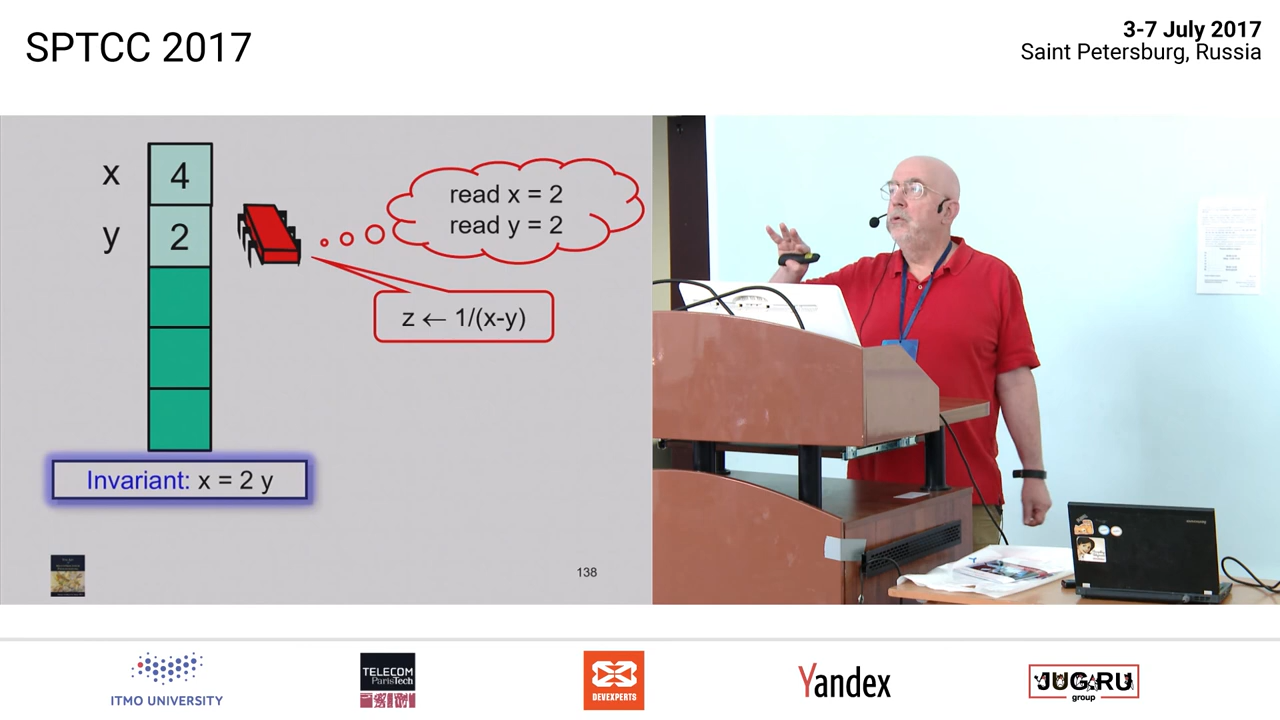 SPTCC 2017
3-7 July 2017
Saint Petersburg, Russia
x
4
y
2
read x = 2
read y = 2
z ← 1/(x-y)
Invariant: x = 2 y
138
ITMO UNIVERSITY
TELECOM
ParisTech
DEVEXPERTS
Yandex
JUG.RU
group